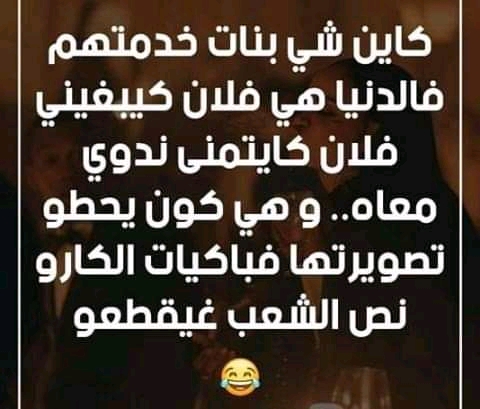 كاين شي بنات خدمتهم
فالدنيا هي فلان كيبغيني
فلان كايتمنى ندوي
معاه.. و هي كون يحطو
تصويرتها فباكيات الكارو
نص الشعب غيقطعو
😂